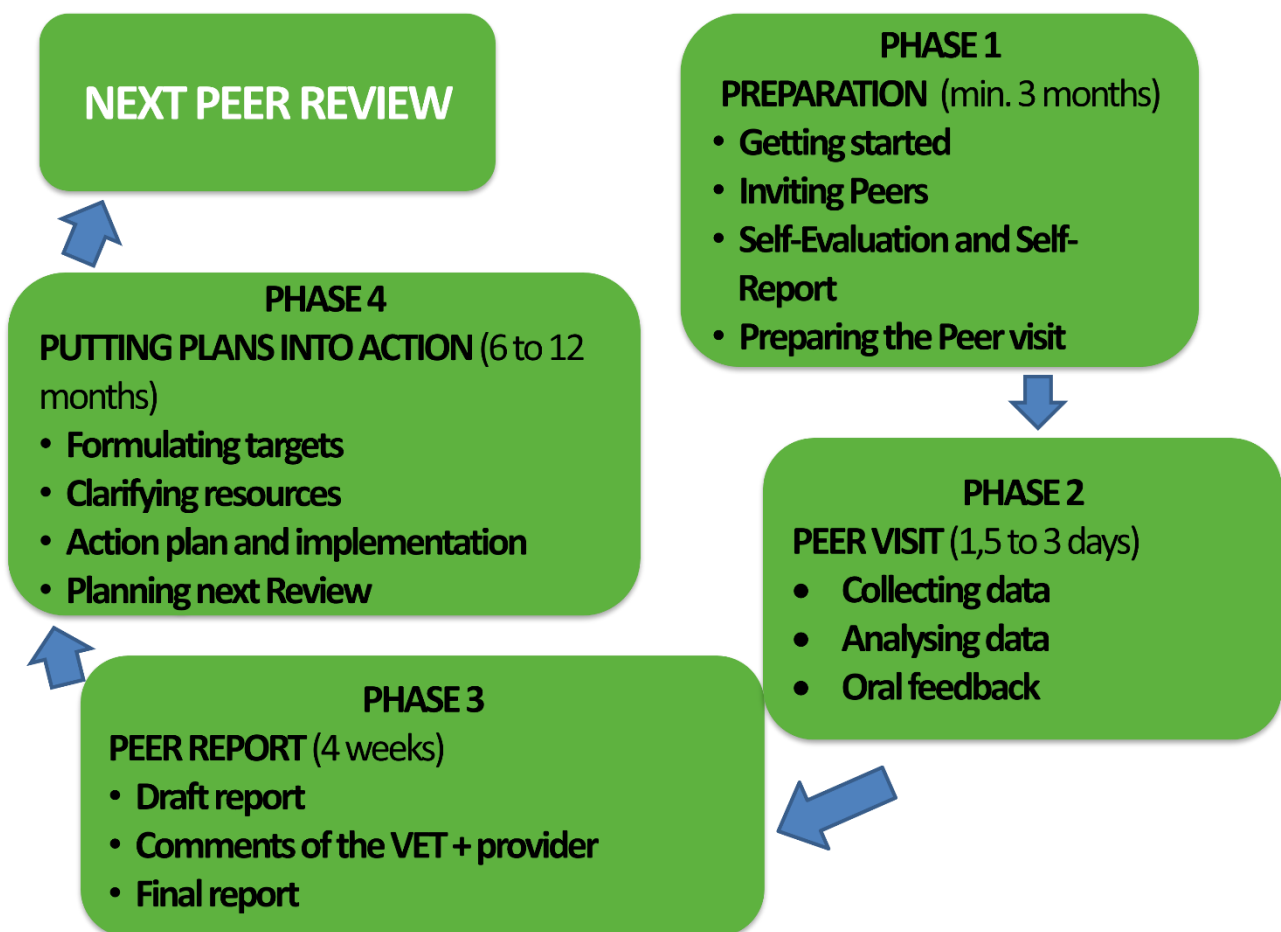 NEXT PEER REVIEW
PHASE 1
PREPARATION (min. 3 months)
• Getting started
• Inviting Peers
• Self-Evaluation and Self-
Report
• Preparing the Peer visit
PHASE 2
PEER VISIT (1,5 to 3 days)
• Collecting data
• Analysing data
• Oral feedback
PHASE 3
PEER REPORT (4 weeks)
• Draft report
• Comments of the VET + provider
• Final report
PHASE 4
PUTTING PLANS INTO ACTION (6 to 12
months)
• Formulating targets
• Clarifying resources
• Action plan and implementation
• Planning next Review